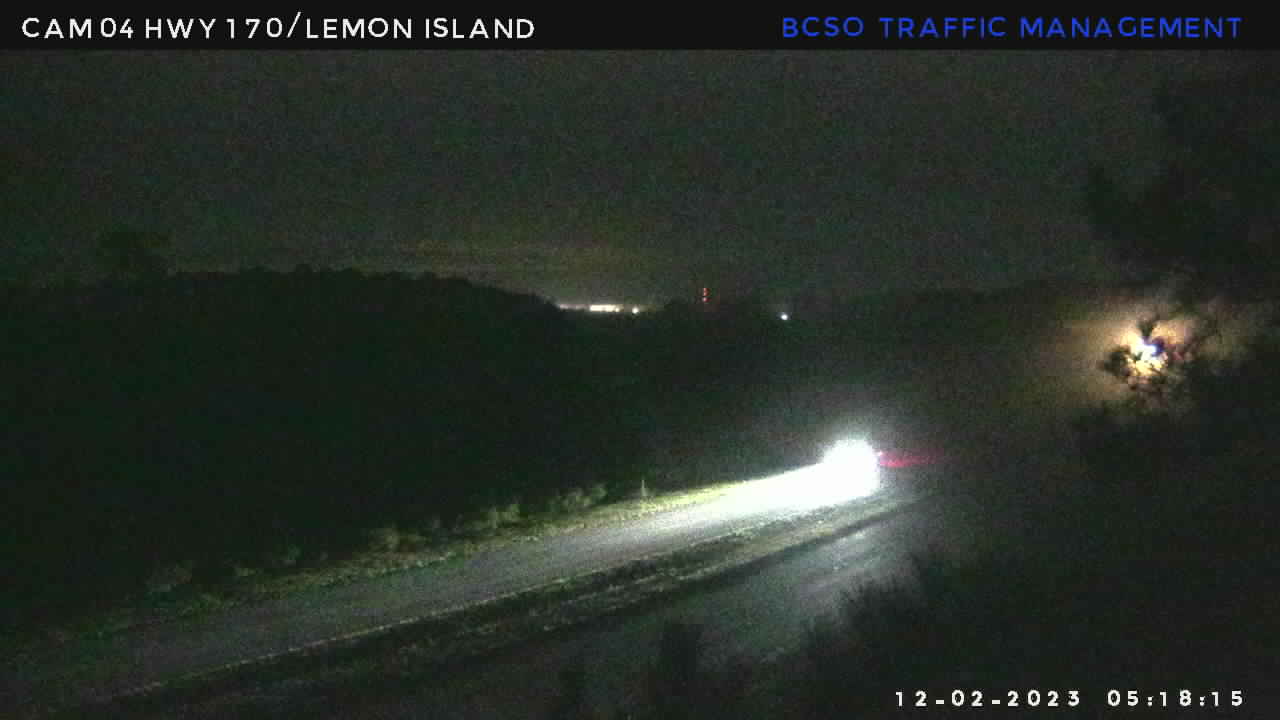 CAM04 HWY 170/LEMON ISLAND
BCSO TRAFFIC MANAGEMENT
12-02-2023 05:18:15